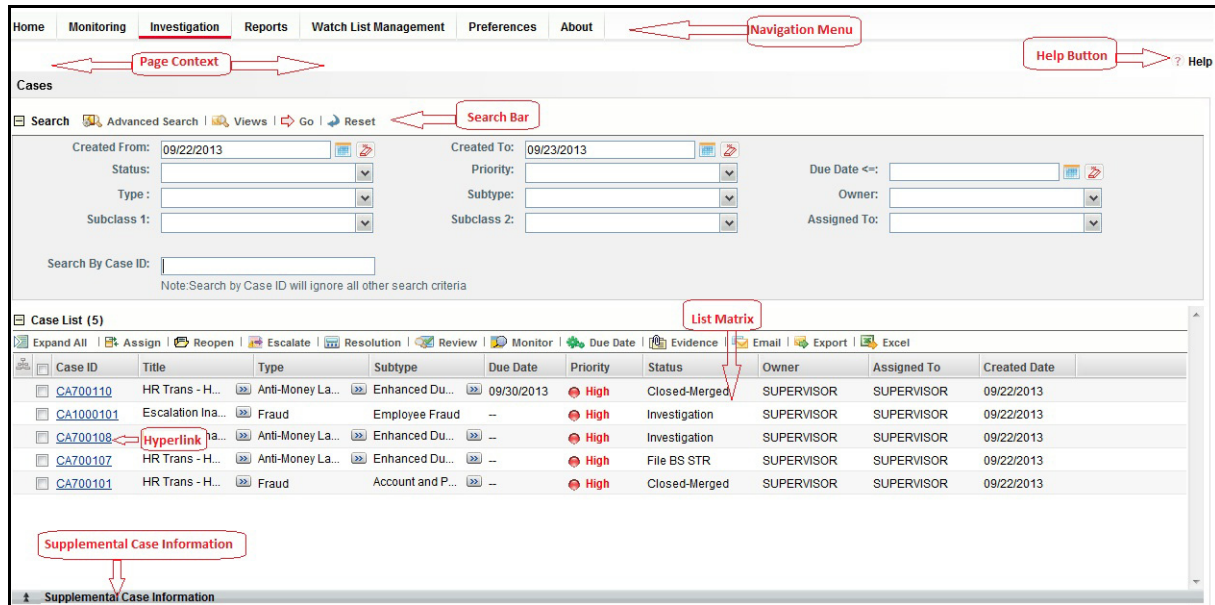 Home Monitoring Investigation Reports Watch List Management Preferences About Navigation Menu
Page Context Help Button ? Help
Cases
Search Advanced Search | Views | Go | Reset Search Bar
Created From: 09/22/2013 Created To: 09/23/2013
Status: Priority: Due Date <=:
Type : Subtype: Owner:
Subclass 1: Subclass 2: Assigned To:
Search By Case ID:
Note:Search by Case ID will ignore all other search criteria
Case List (5) List Matrix
Expand All | Assign | Reopen | Escalate | Resolution | Review | Monitor | Due Date | Evidence | Email | Export | Excel
Case ID Title Type Subtype Due Date Priority Status Owner Assigned To Created Date
CA700110 HR Trans - H... Anti-Money La... Enhanced Du... 09/30/2013 High Closed-Merged SUPERVISOR SUPERVISOR 09/22/2013
CA1000101 Escalation Ina... Fraud Employee Fraud -- High Investigation SUPERVISOR SUPERVISOR 09/22/2013
CA700108 Hyperlink na... Anti-Money La... Enhanced Du... -- High Investigation SUPERVISOR SUPERVISOR 09/22/2013
CA700107 HR Trans - H... Anti-Money La... Enhanced Du... -- High File BS STR SUPERVISOR SUPERVISOR 09/22/2013
CA700101 HR Trans - H... Fraud Account and P... -- High Closed-Merged SUPERVISOR SUPERVISOR 09/22/2013
Supplemental Case Information
Supplemental Case Information